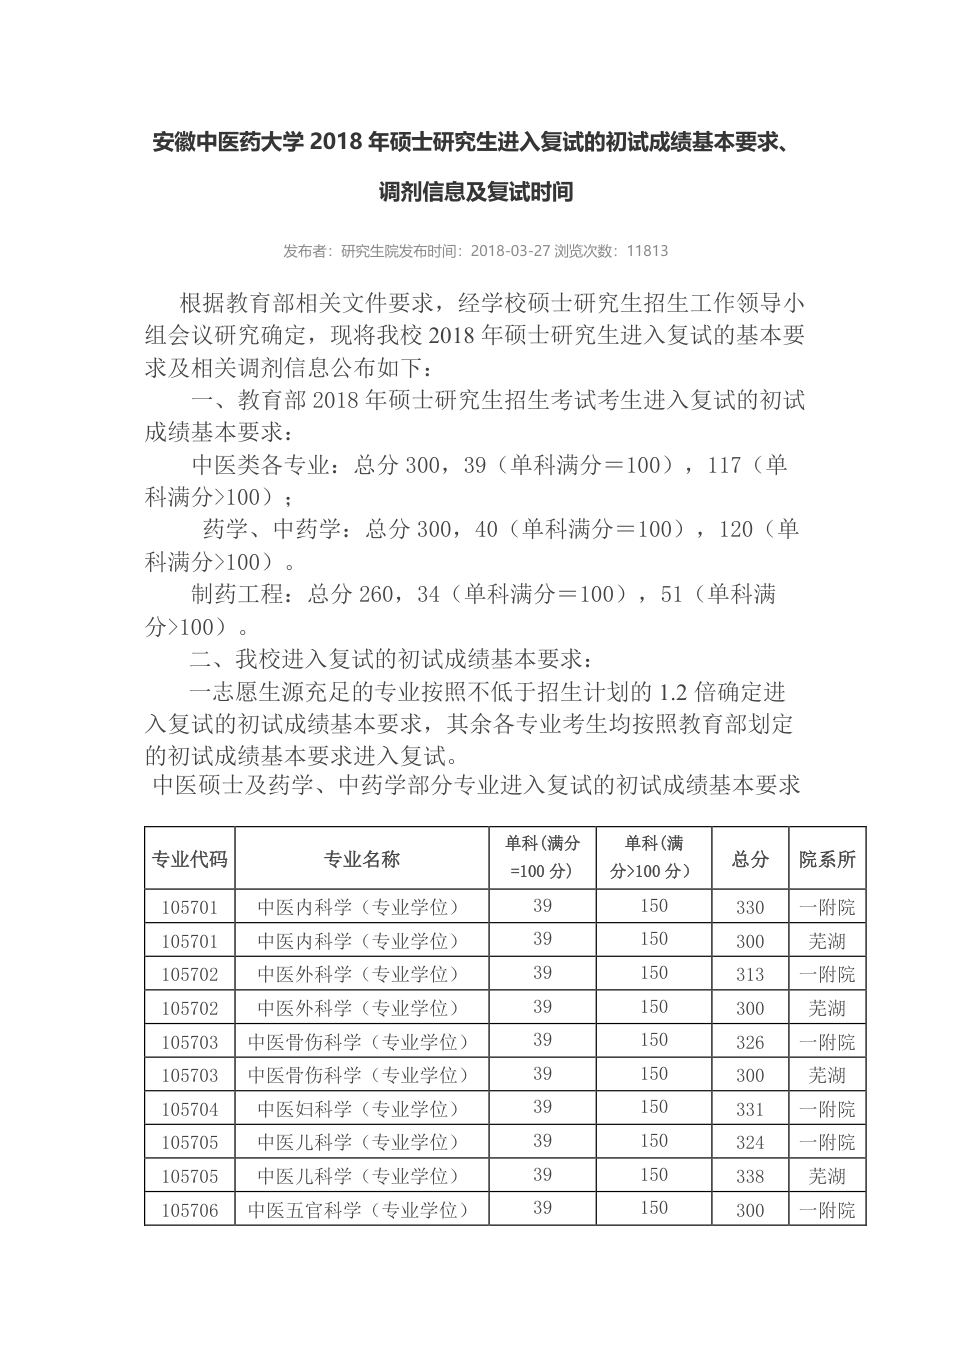 安徽中医药大学 2018 年硕士研究生进入复试的初试成绩基本要求、
调剂信息及复试时间
发布者：研究生院发布时间：2018-03-27 浏览次数：11813
根据教育部相关文件要求，经学校硕士研究生招生工作领导小
组会议研究确定，现将我校 2018 年硕士研究生进入复试的基本要
求及相关调剂信息公布如下：
一、教育部 2018 年硕士研究生招生考试考生进入复试的初试
成绩基本要求：
中医类各专业：总分 300，39（单科满分＝100），117（单
科满分>100）；
药学、中药学：总分 300，40（单科满分＝100），120（单
科满分>100）。
制药工程：总分 260，34（单科满分＝100），51（单科满
分>100）。
二、我校进入复试的初试成绩基本要求：
一志愿生源充足的专业按照不低于招生计划的 1.2 倍确定进
入复试的初试成绩基本要求，其余各专业考生均按照教育部划定
的初试成绩基本要求进入复试。
中医硕士及药学、中药学部分专业进入复试的初试成绩基本要求
专业代码 专业名称 单科(满分=100 分) 单科(满分>100 分） 总分 院系所
105701 中医内科学（专业学位） 39 150 330 一附院
105701 中医内科学（专业学位） 39 150 300 芜湖
105702 中医外科学（专业学位） 39 150 313 一附院
105702 中医外科学（专业学位） 39 150 300 芜湖
105703 中医骨伤科学（专业学位） 39 150 326 一附院
105703 中医骨伤科学（专业学位） 39 150 300 芜湖
105704 中医妇科学（专业学位） 39 150 331 一附院
105705 中医儿科学（专业学位） 39 150 324 一附院
105705 中医儿科学（专业学位） 39 150 338 芜湖
105706 中医五官科学（专业学位） 39 150 300 一附院